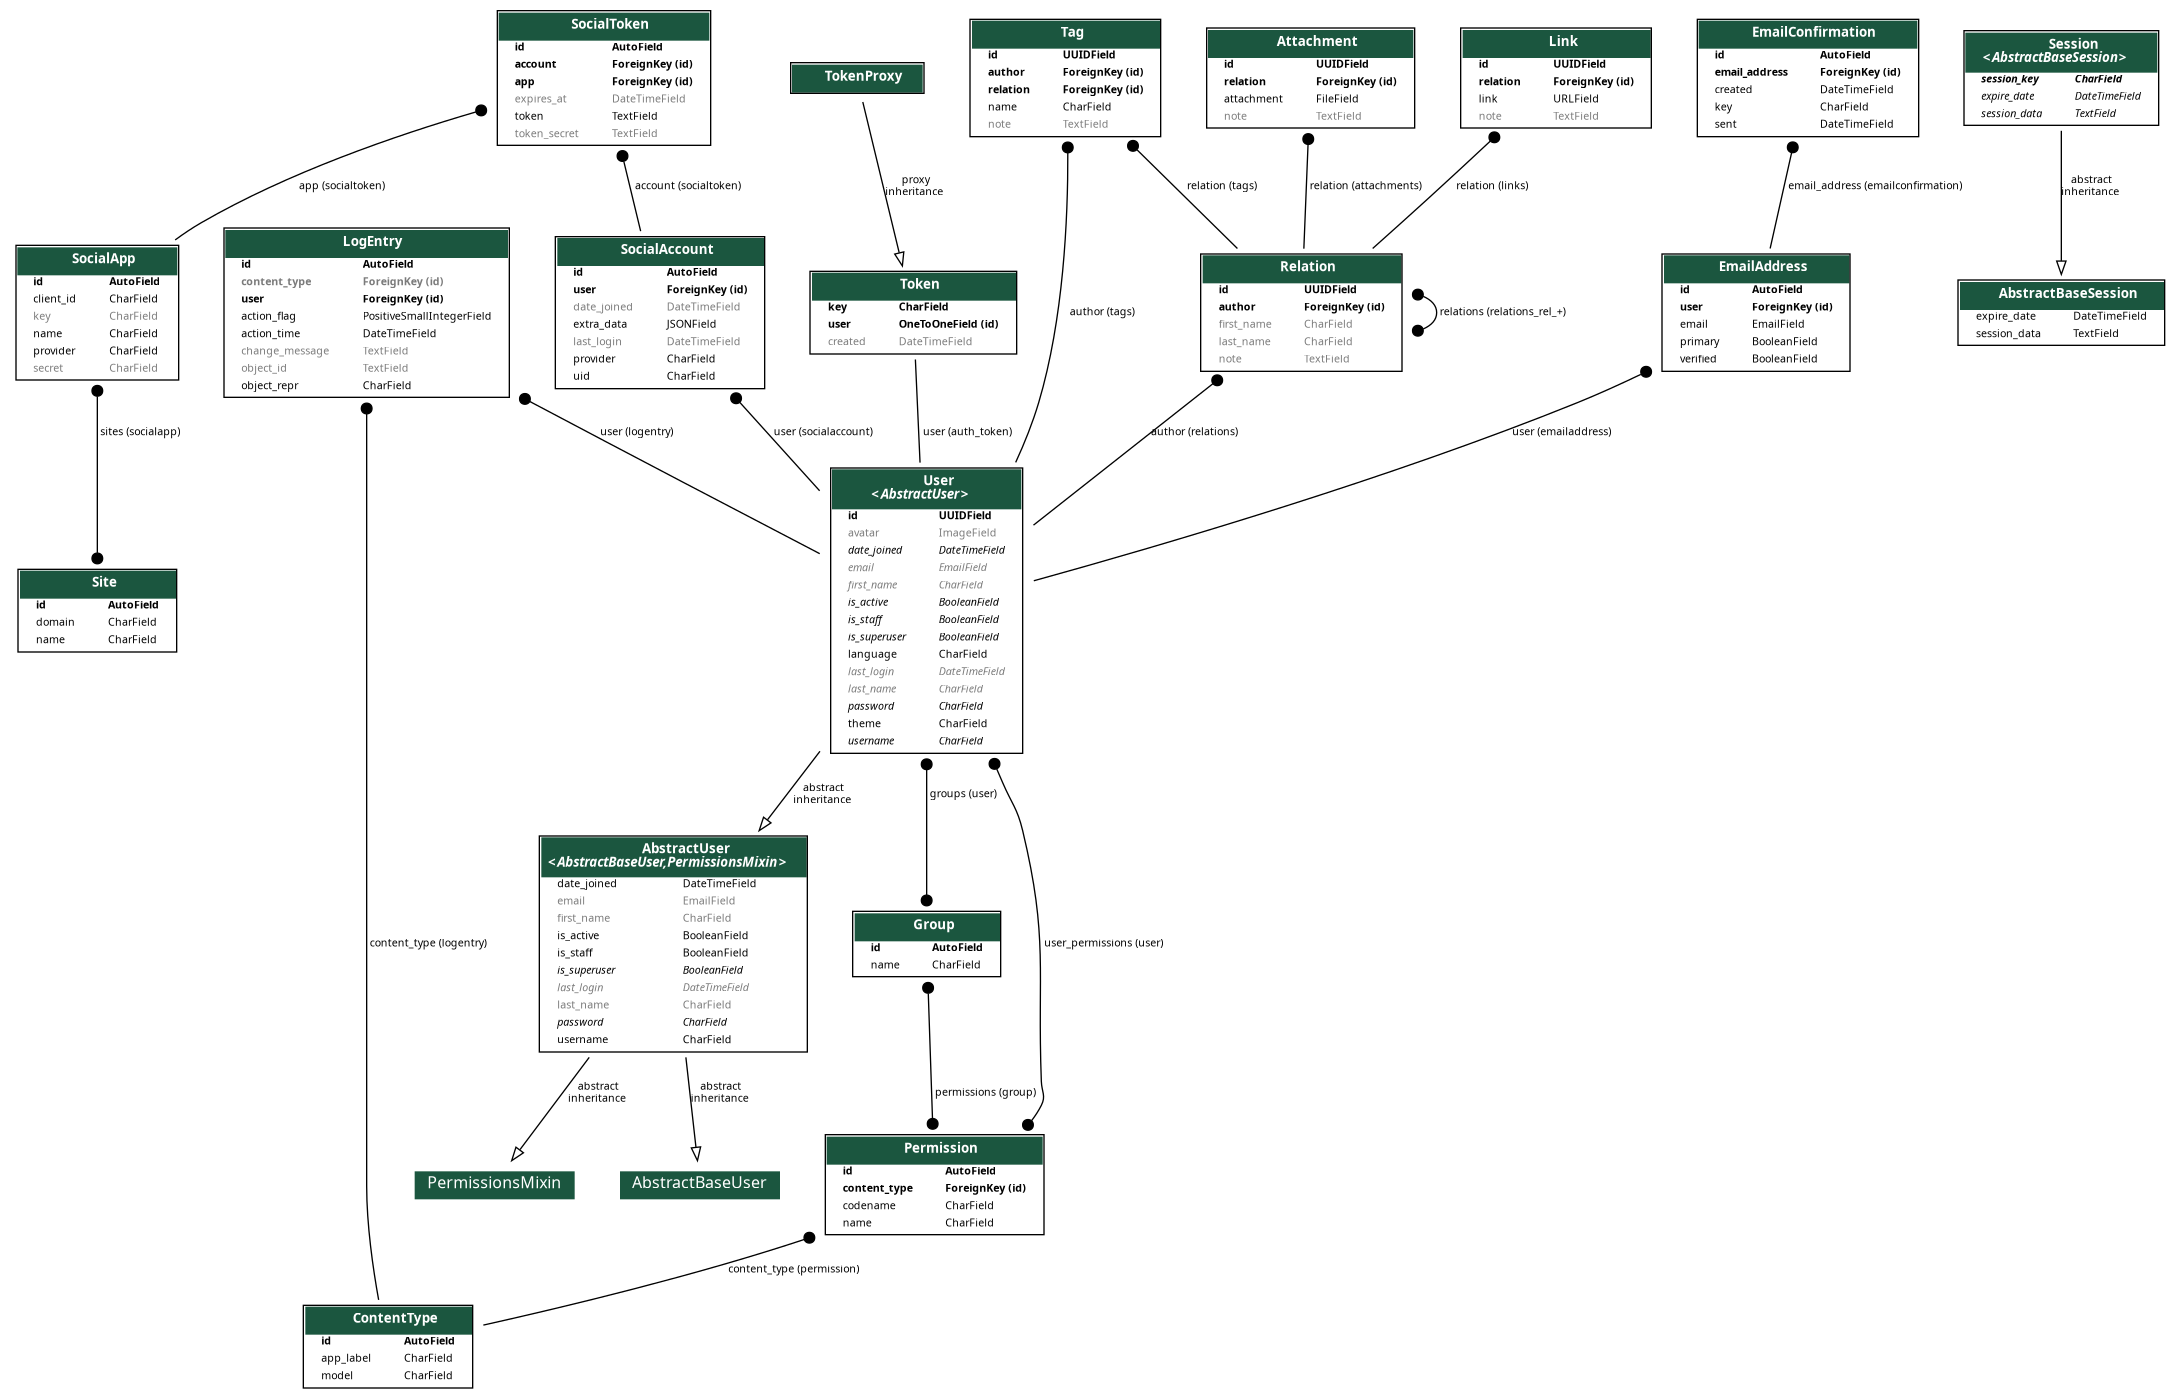 SocialToken
id AutoField
account ForeignKey (id)
app ForeignKey (id)
expires_at DateTimeField
token TextField
token_secret TextField
TokenProxy
Tag
id UUIDField
author ForeignKey (id)
relation ForeignKey (id)
name CharField
note TextField
Attachment
id UUIDField
relation ForeignKey (id)
attachment FileField
note TextField
Link
id UUIDField
relation ForeignKey (id)
link URLField
note TextField
EmailConfirmation
id AutoField
email_address ForeignKey (id)
created DateTimeField
key CharField
sent DateTimeField
Session
<AbstractBaseSession>
session_key CharField
expire_date DateTimeField
session_data TextField
app (socialtoken)
account (socialtoken)
proxy
inheritance
relation (tags)
relation (attachments)
relation (links)
email_address (emailconfirmation)
abstract
inheritance
SocialApp
id AutoField
client_id CharField
key CharField
name CharField
provider CharField
secret CharField
LogEntry
id AutoField
content_type ForeignKey (id)
user ForeignKey (id)
action_flag PositiveSmallIntegerField
action_time DateTimeField
change_message TextField
object_id TextField
object_repr CharField
SocialAccount
id AutoField
user ForeignKey (id)
date_joined DateTimeField
extra_data JSONField
last_login DateTimeField
provider CharField
uid CharField
Token
key CharField
user OneToOneField (id)
created DateTimeField
author (tags)
Relation
id UUIDField
author ForeignKey (id)
first_name CharField
last_name CharField
note TextField
relations (relations_rel_+)
EmailAddress
id AutoField
user ForeignKey (id)
email EmailField
primary BooleanField
verified BooleanField
AbstractBaseSession
expire_date DateTimeField
session_data TextField
sites (socialapp)
user (logentry)
user (socialaccount)
user (auth_token)
author (relations)
user (emailaddress)
Site
id AutoField
domain CharField
name CharField
User
<AbstractUser>
id UUIDField
avatar ImageField
date_joined DateTimeField
email EmailField
first_name CharField
is_active BooleanField
is_staff BooleanField
is_superuser BooleanField
language CharField
last_login DateTimeField
last_name CharField
password CharField
theme CharField
username CharField
abstract
inheritance
groups (user)
AbstractUser
<AbstractBaseUser,PermissionsMixin>
date_joined DateTimeField
email EmailField
first_name CharField
is_active BooleanField
is_staff BooleanField
is_superuser BooleanField
last_login DateTimeField
last_name CharField
password CharField
username CharField
content_type (logentry)
Group
id AutoField
name CharField
user_permissions (user)
abstract
inheritance
abstract
inheritance
permissions (group)
PermissionsMixin
AbstractBaseUser
Permission
id AutoField
content_type ForeignKey (id)
codename CharField
name CharField
content_type (permission)
ContentType
id AutoField
app_label CharField
model CharField